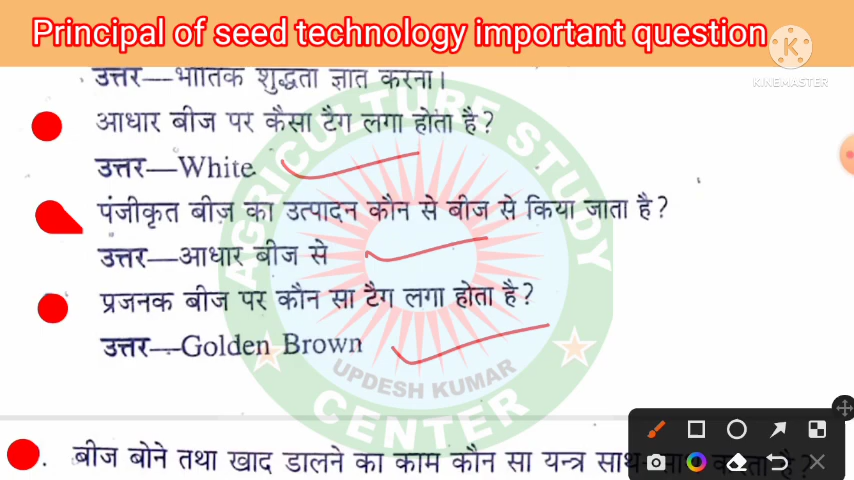 Principal of seed technology important question
KINEMASTER
उत्तर—भौतिक शुद्धता ज्ञात करना।
आधार बीज पर कैसा टैग लगा होता है?
उत्तर—White
पंजीकृत बीज का उत्पादन कौन से बीज से किया जाता है?
उत्तर—आधार बीज से
प्रजनक बीज पर कौन सा टैग लगा होता है?
उत्तर—Golden Brown
AGRICULTURE STUDY
UPDESH KUMAR
CENTER
बीज बोने तथा खाद डालने का काम कौन सा यन्त्र साथ-साथ करता है?